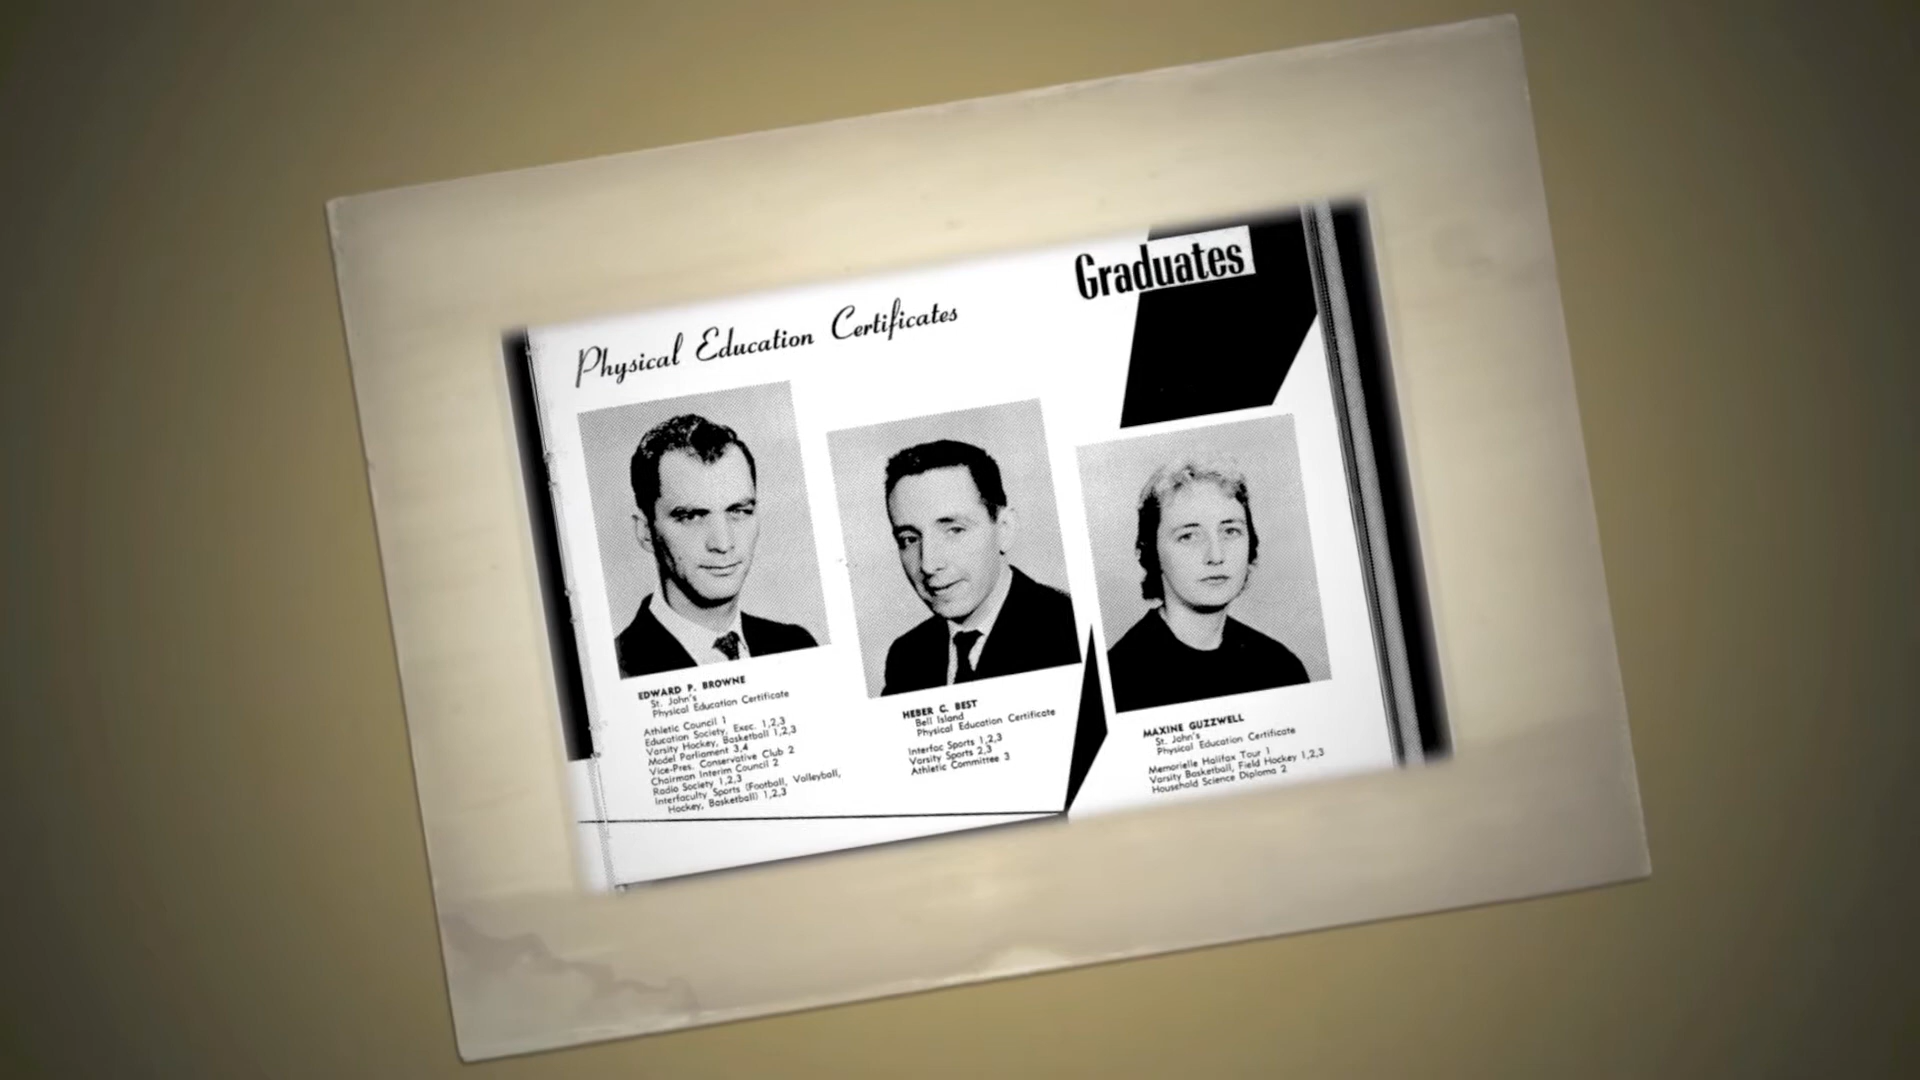 Graduates
Physical Education Certificates
EDWARD P. BROWNE
St. John's
Physical Education Certificate
Athletic Council 1
Education Society, Exec. 1,2,3
Varsity Hockey, Basketball 1,2,3
Model Parliament 3,4
Vice-Pres. Conservative Club 2
Chairman Interim Council 2
Radio Society 1,2,3
Interfaculty Sports (Football, Volleyball,
Hockey, Basketball) 1,2,3
HEBER C. BEST
Bell Island
Physical Education Certificate
Interfac Sports 1,2,3
Varsity Sports 2,3
Athletic Committee 3
MAXINE GUZZWELL
St. John's
Physical Education Certificate
Memorielle Halifax Tour 1
Varsity Basketball, Field Hockey 1,2,3
Household Science Diploma 2